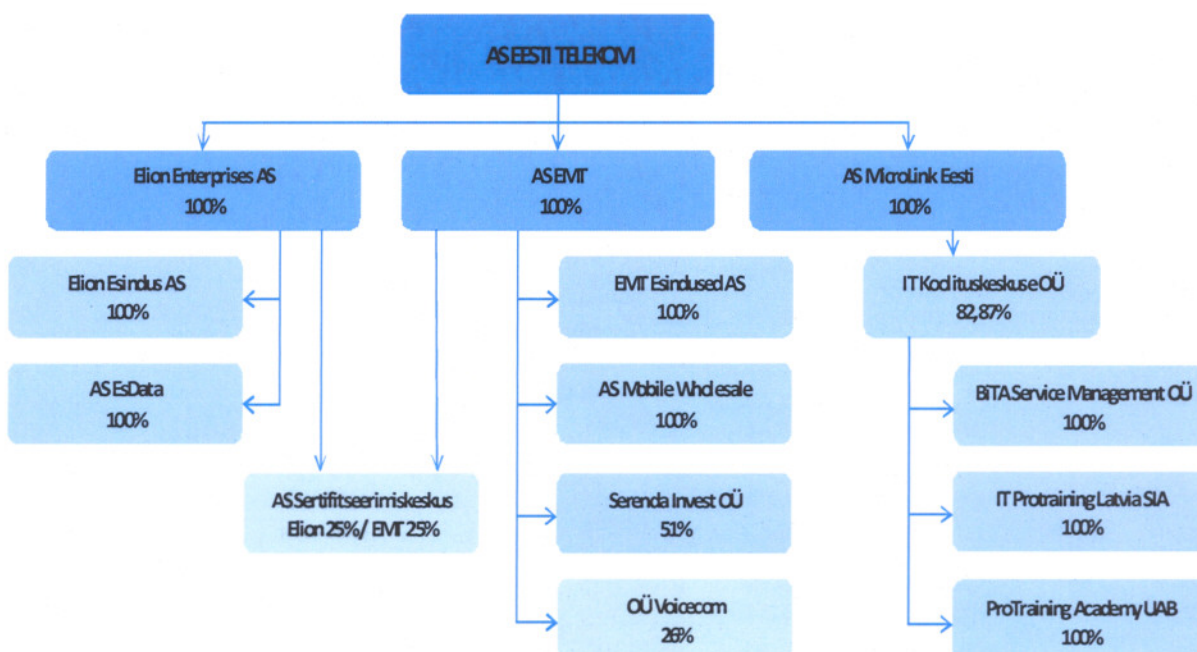 AS EESTI TELEKOM
Elion Enterprises AS
100%
AS EMT
100%
AS MicroLink Eesti
100%
Elion Esindus AS
100%
AS EsData
100%
AS Sertifitseerimiskeskus
Elion 25% / EMT 25%
EMT Esindused AS
100%
AS Mobile Wholesale
100%
Serenda Invest OÜ
51%
OÜ Voicecom
26%
IT Koolituskeskuse OÜ
82,87%
BiTA Service Management OÜ
100%
IT Protraining Latvia SIA
100%
ProTraining Academy UAB
100%